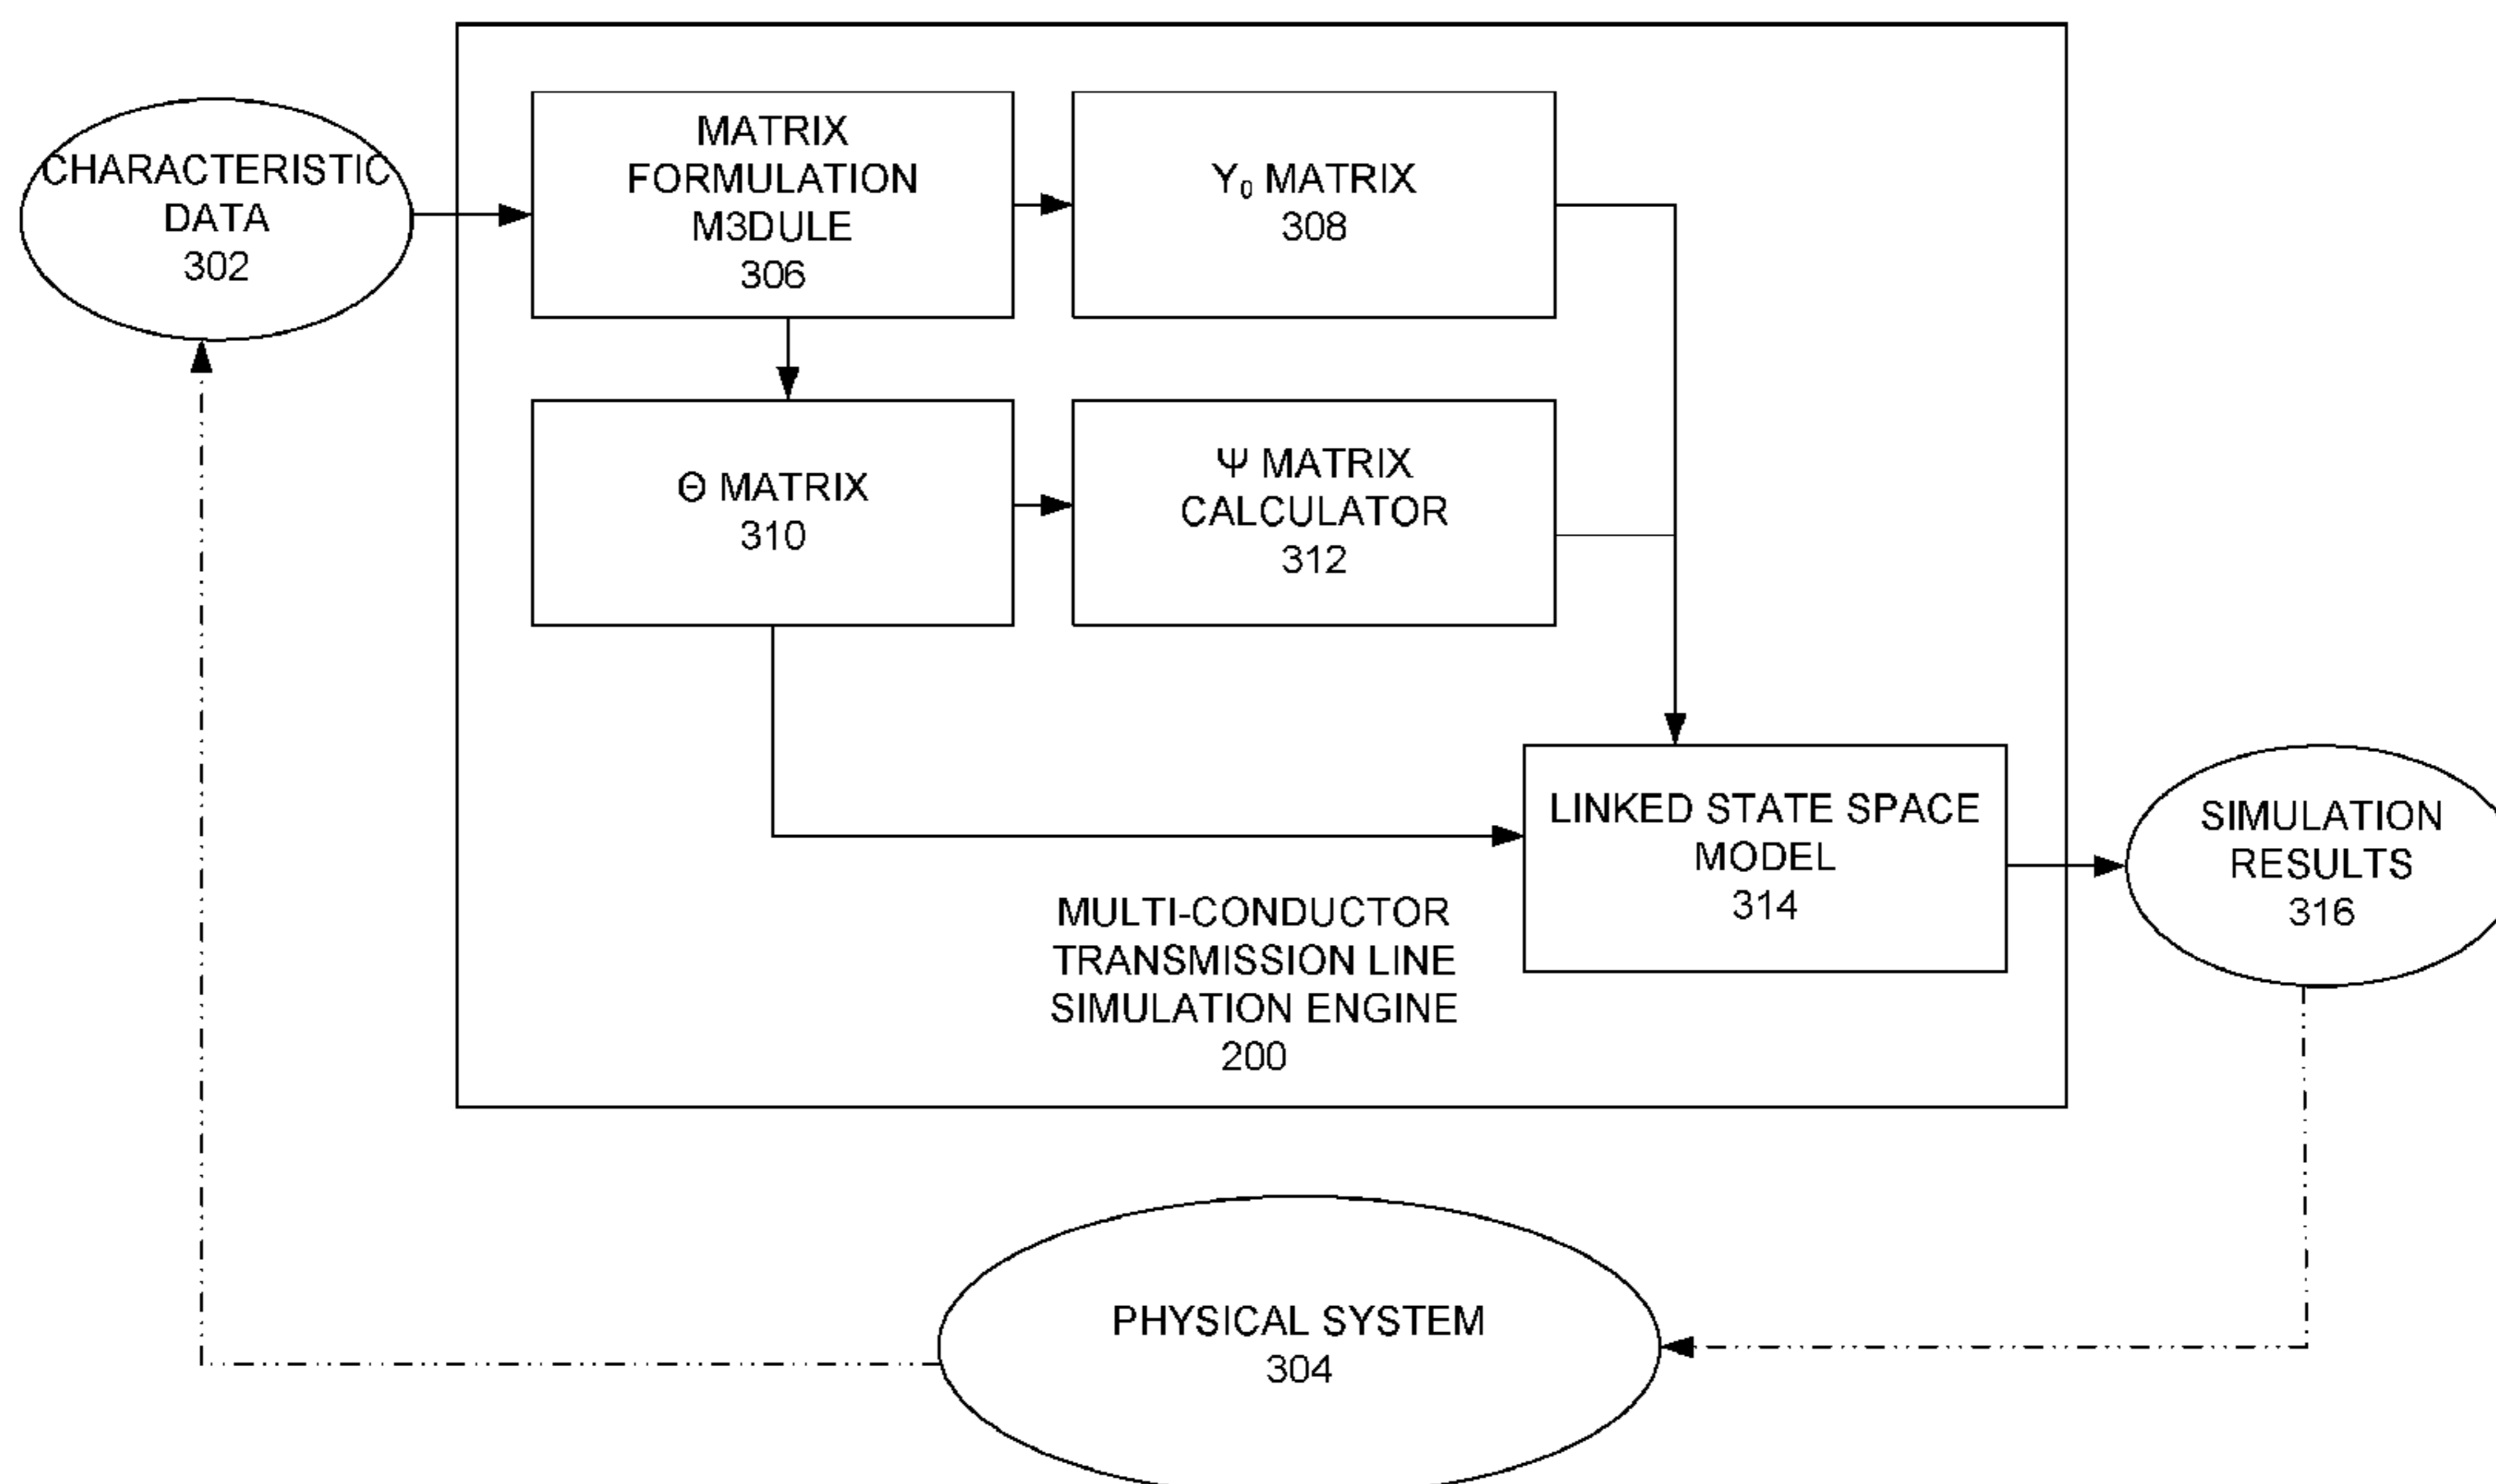 CHARACTERISTIC
DATA
302
MATRIX
FORMULATION
M3DULE
306
Y₀ MATRIX
308
Θ MATRIX
310
Ψ MATRIX
CALCULATOR
312
LINKED STATE SPACE
MODEL
314
MULTI-CONDUCTOR
TRANSMISSION LINE
SIMULATION ENGINE
200
SIMULATION
RESULTS
316
PHYSICAL SYSTEM
304